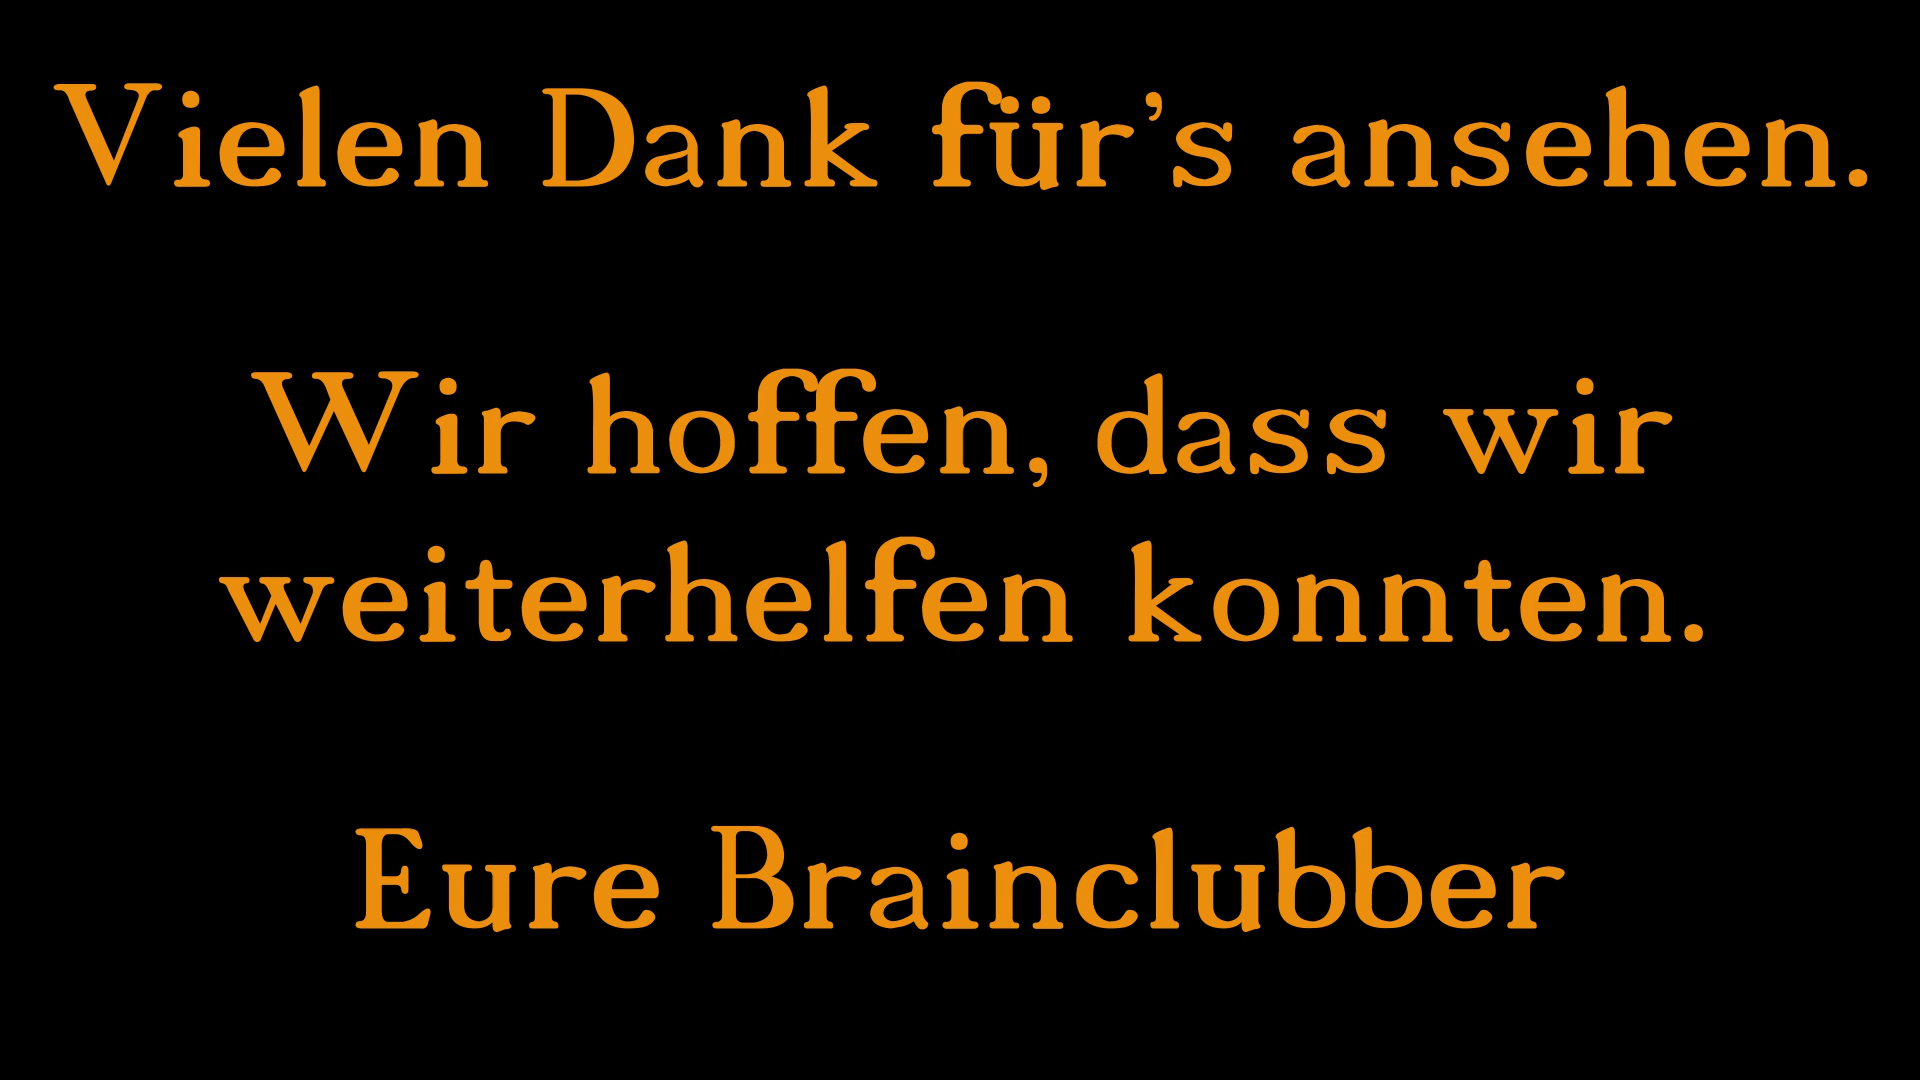 Vielen Dank für’s ansehen.
Wir hoffen, dass wir
weiterhelfen konnten.
Eure Brainclubber